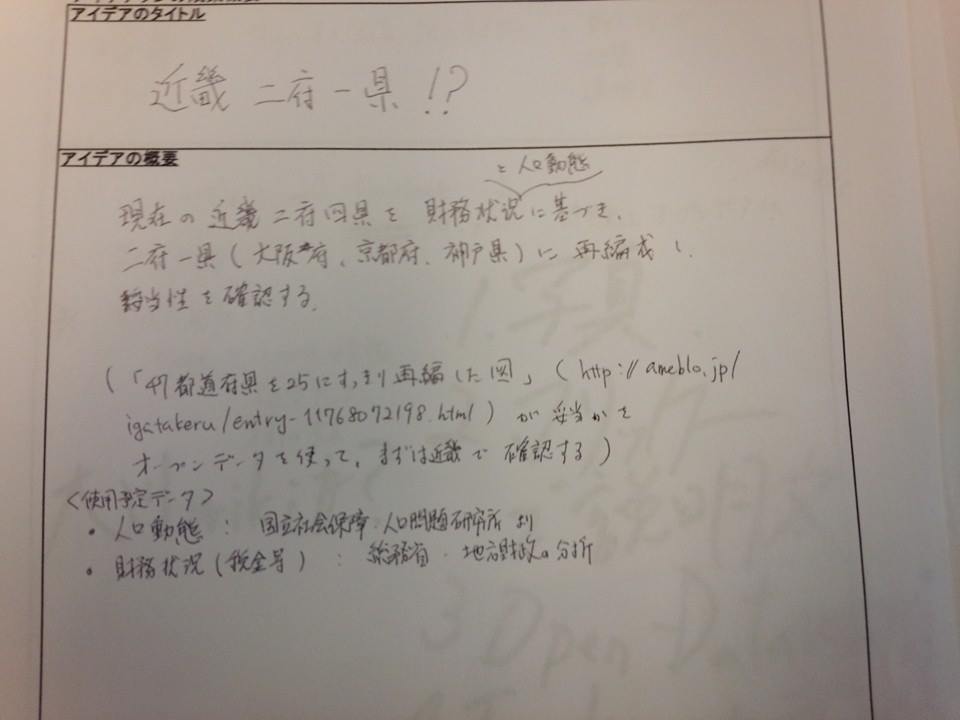 アイデアのタイトル
近畿 二府一県 !?
アイデアの概要
と人口動態
現在の近畿二府四県を財務状況に基づき、
二府一県(大阪府、京都府、神戸県)に再編成し、
妥当性を確認する。
(「47都道府県を25にすっきり再編した図」(http://ameblo.jp/
igatakeru/entry-11768072198.html)が妥当かを
オープンデータを使って、まずは近畿で確認する)
<使用予定データ>
・人口動態: 国立社会保障・人口問題研究所より
・財務状況(税金等): 総務省・地方財政の分析